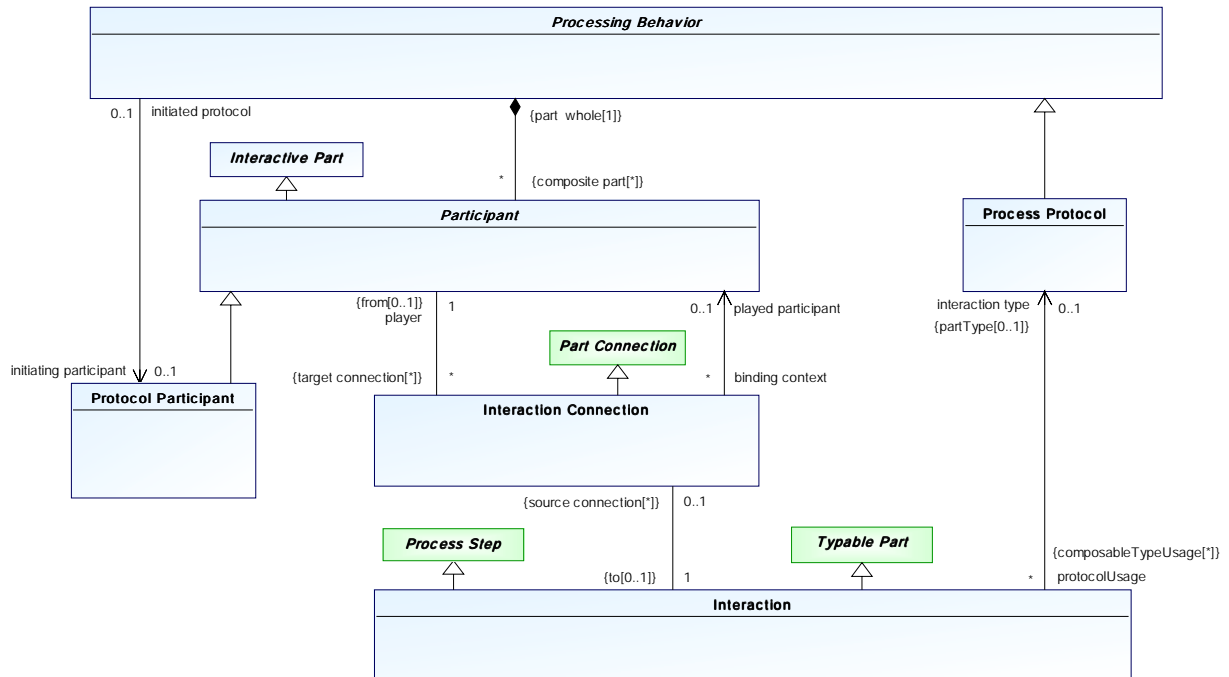 Processing Behavior
0..1
initiated protocol
{part whole[1]}
Interactive Part
*
{composite part[*]}
Participant
Process Protocol
{from[0..1]}
player
1
0..1
played participant
interaction type
0..1
{partType[0..1]}
Part Connection
initiating participant
0..1
{target connection[*]}
*
*
binding context
Protocol Participant
Interaction Connection
{source connection[*]}
0..1
Process Step
Typable Part
{composableTypeUsage[*]}
{to[0..1]}
1
*
protocolUsage
Interaction